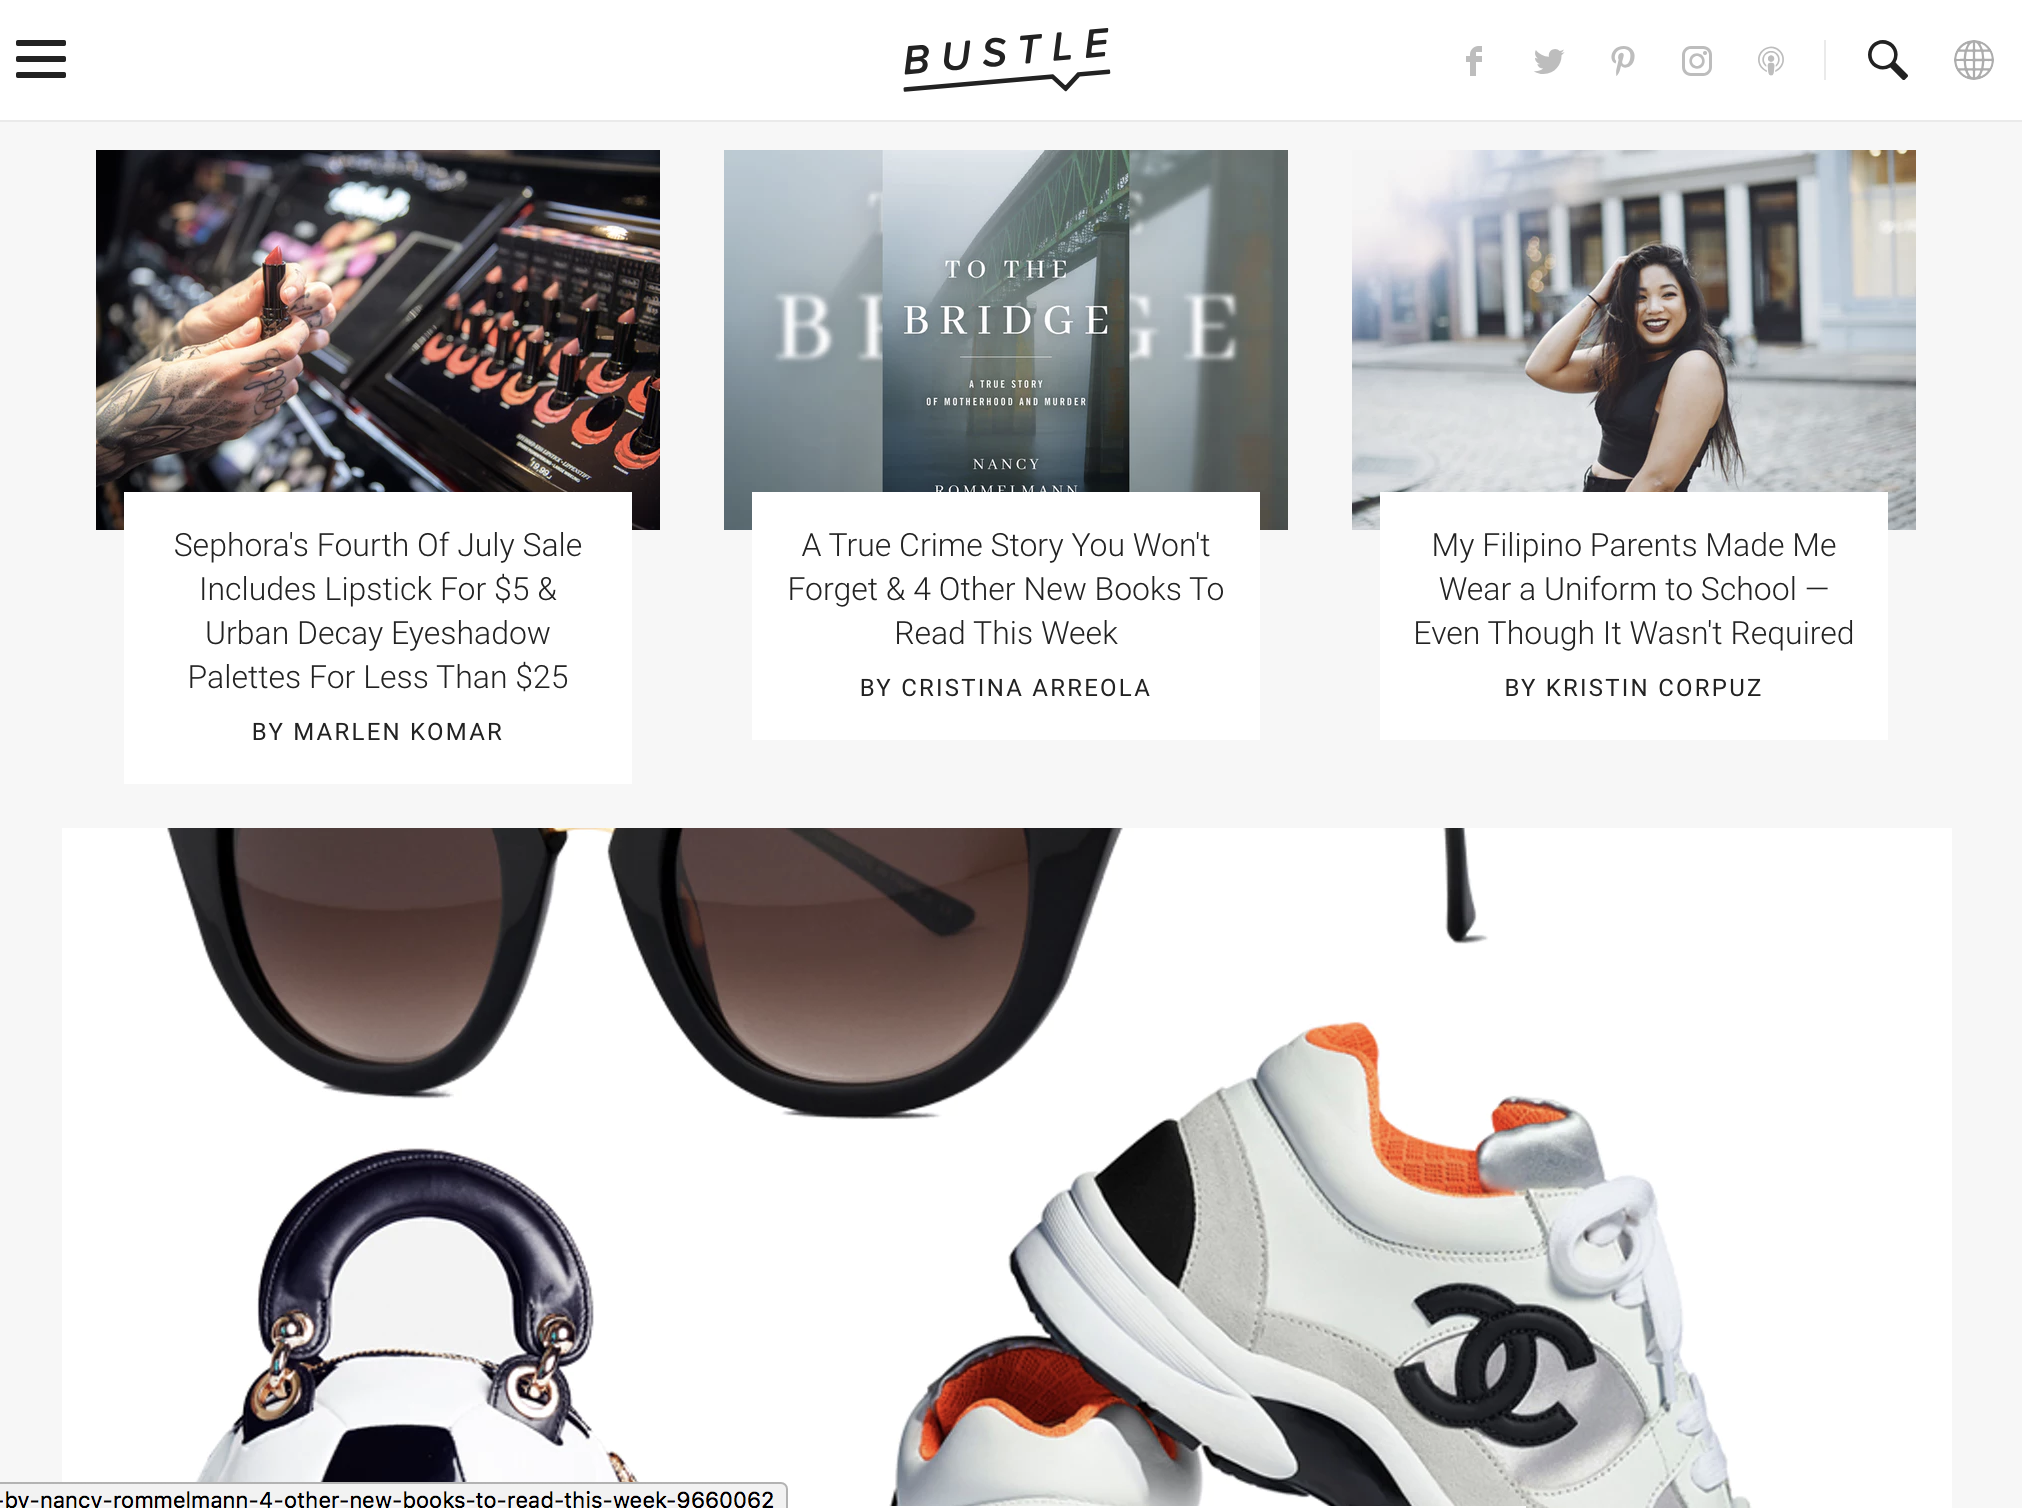 BUSTLE
TO THE
BRIDGE
A TRUE STORY
OF MOTHERHOOD AND MURDER
NANCY
ROMMELMANN
Sephora's Fourth Of July Sale
Includes Lipstick For $5 &
Urban Decay Eyeshadow
Palettes For Less Than $25
BY MARLEN KOMAR
A True Crime Story You Won't
Forget & 4 Other New Books To
Read This Week
BY CRISTINA ARREOLA
My Filipino Parents Made Me
Wear a Uniform to School —
Even Though It Wasn't Required
BY KRISTIN CORPUZ
-by-nancy-rommelmann-4-other-new-books-to-read-this-week-9660062